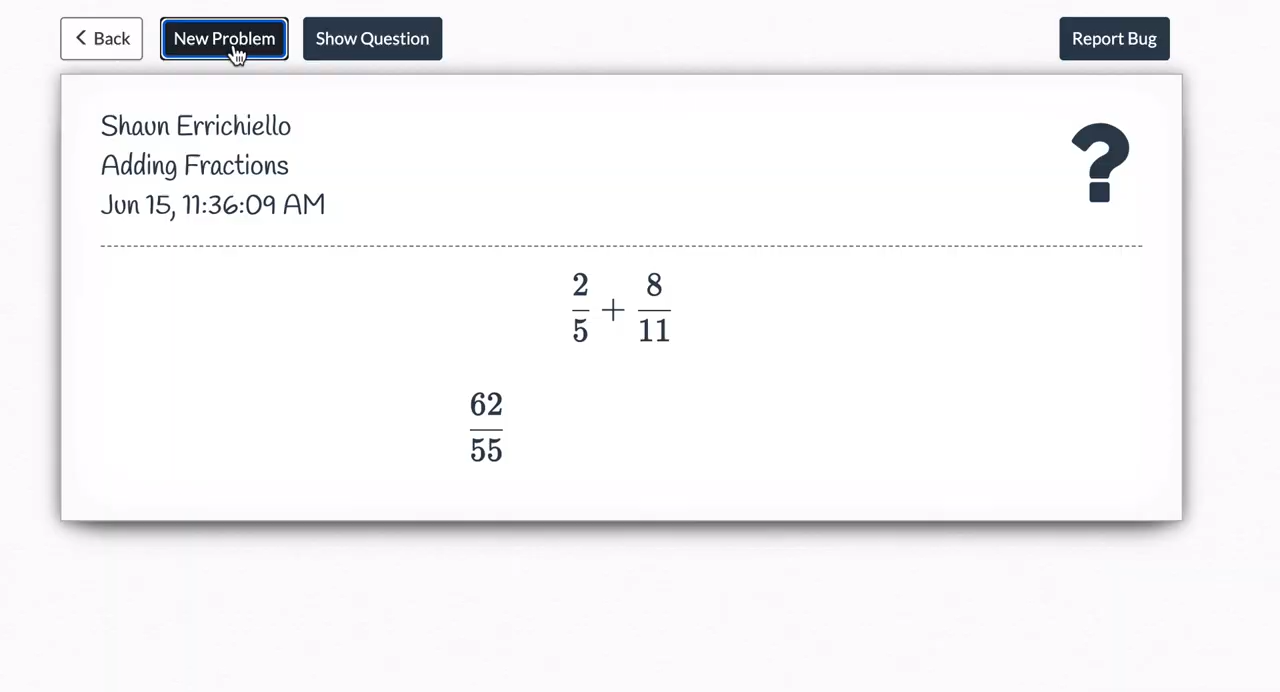 Back New Problem Show Question Report Bug
Shaun Errichiello
Adding Fractions
Jun 15, 11:36:09 AM
?
2/5 + 8/11
62/55